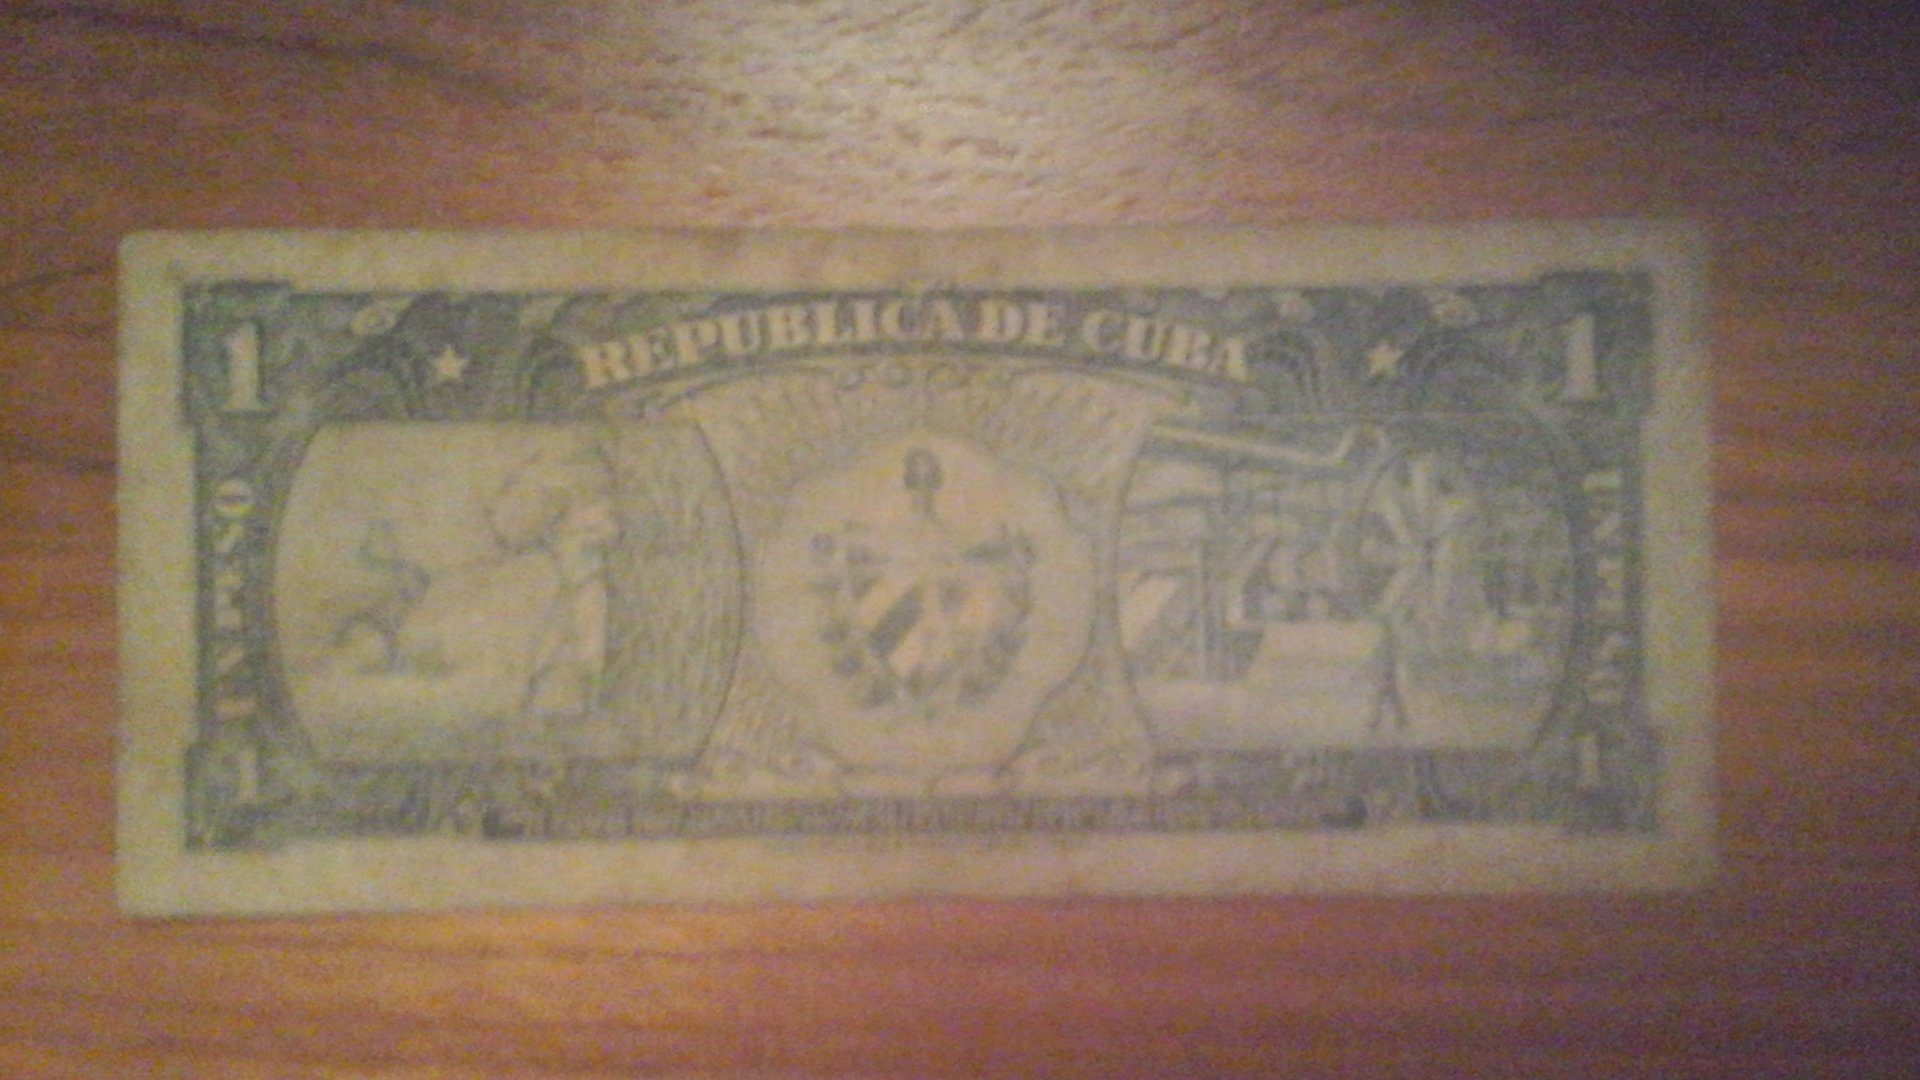 1 REPUBLICA DE CUBA 1
UN PESO
UN PESO
1 1